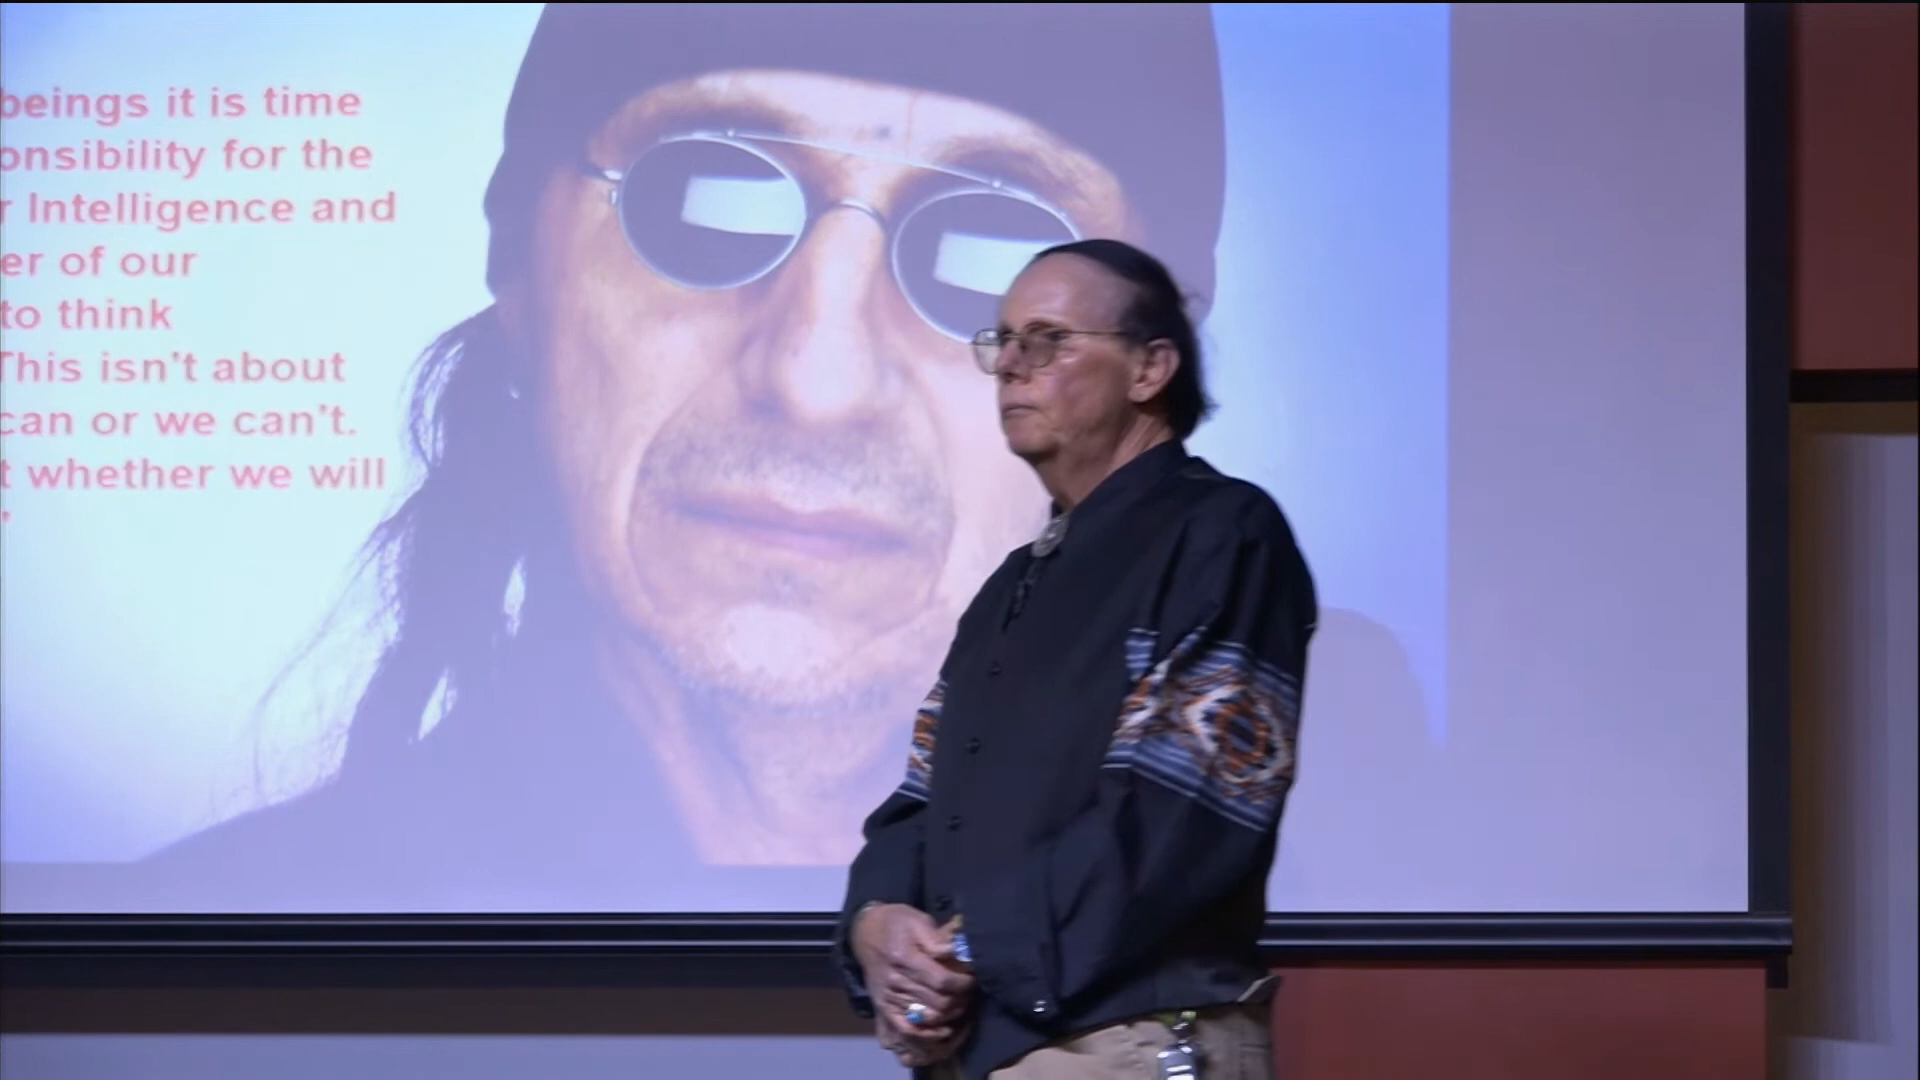 beings it is time
onsibility for the
r Intelligence and
er of our
to think
This isn't about
can or we can't.
t whether we will
"